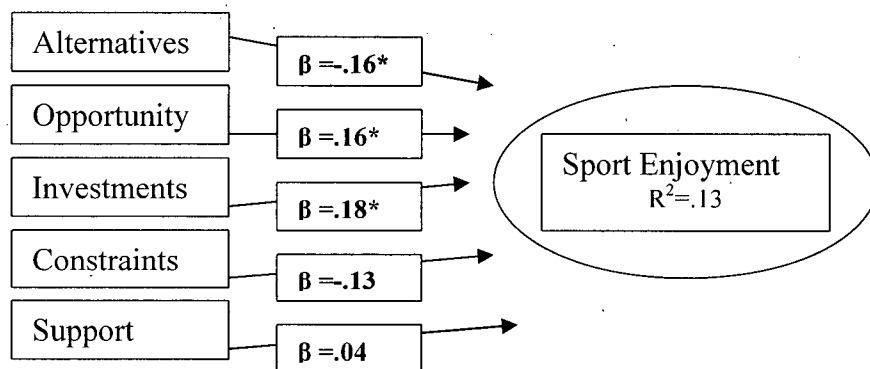 Alternatives
β =-.16*
Opportunity
β =.16*
Investments
β =.18*
Constraints
β =-.13
Support
β =.04
Sport Enjoyment
R²=.13